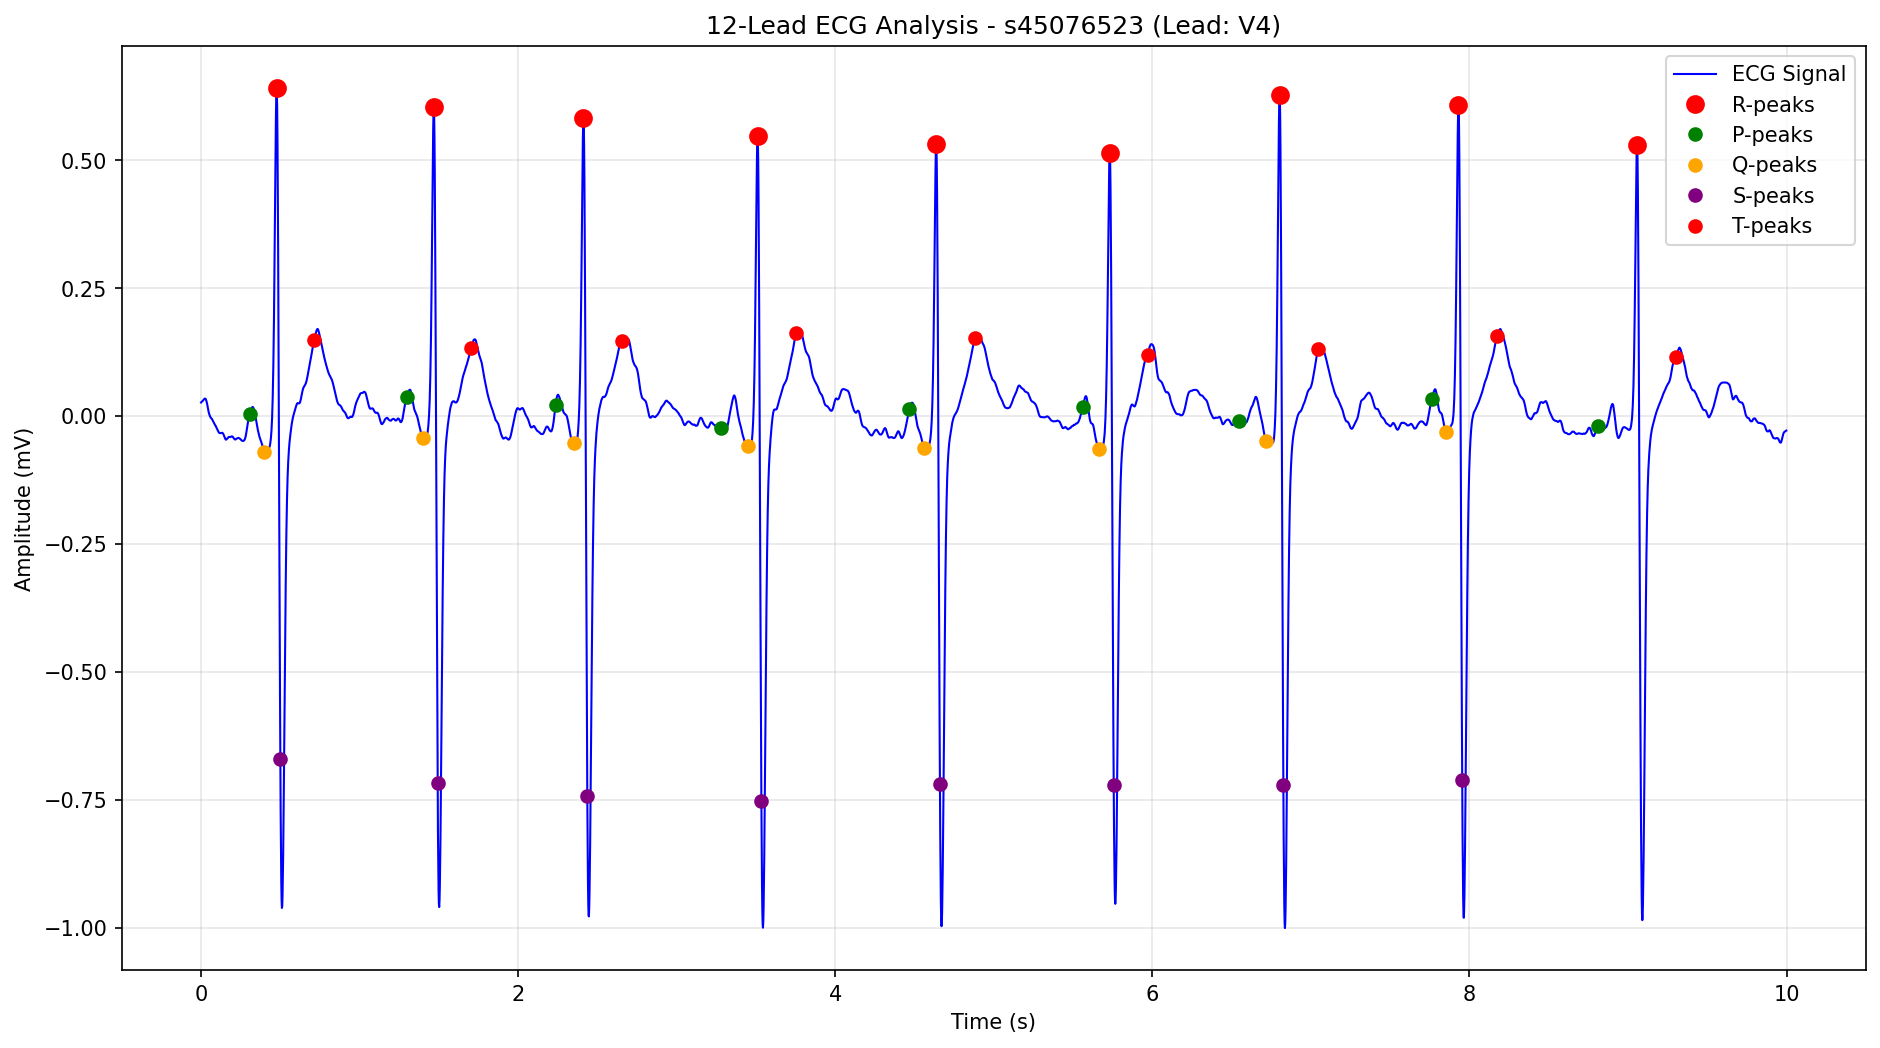 12-Lead ECG Analysis - s45076523 (Lead: V4)
ECG Signal
R-peaks
P-peaks
Q-peaks
S-peaks
T-peaks
Amplitude (mV)
0.50
0.25
0.00
−0.25
−0.50
−0.75
−1.00
0 2 4 6 8 10
Time (s)